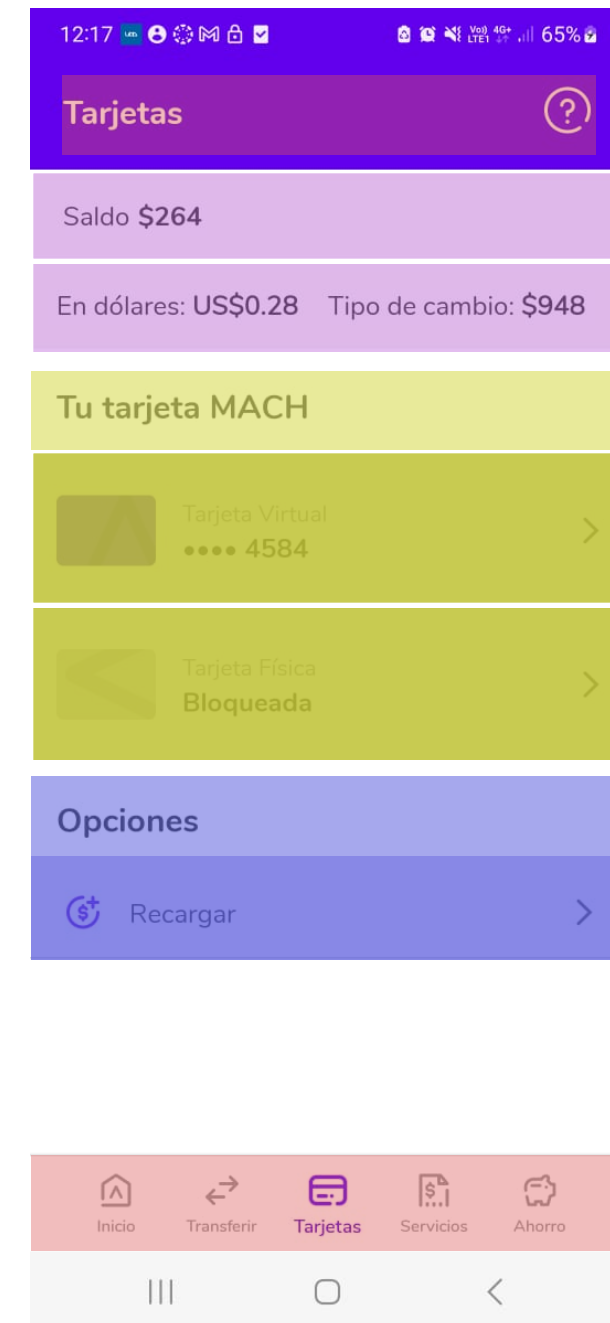 12:17 65%
Tarjetas
Saldo $264
En dólares: US$0.28 Tipo de cambio: $948
Tu tarjeta MACH
Tarjeta Virtual
•••• 4584
Tarjeta Física
Bloqueada
Opciones
Recargar
Inicio Transferir Tarjetas Servicios Ahorro